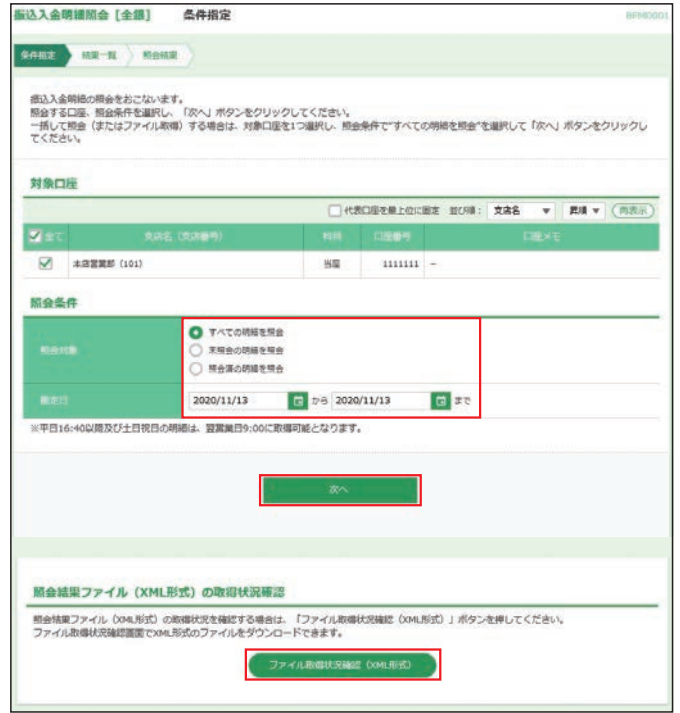 振込入金明細照会 [全銀] 条件指定 BFM0001
条件指定 結果一覧 照会結果
振込入金明細の照会をおこないます。
照会する口座、照会条件を選択し、「次へ」ボタンをクリックしてください。
一括して照会（またはファイル取得）する場合は、対象口座を1つ選択し、照会条件で"すべての明細を照会"を選択して「次へ」ボタンをクリックし
てください。
対象口座
代表口座を最上位に固定 並び順： 支店名 昇順 再表示
全て 支店名（支店番号） 科目 口座番号 口座メモ
本店営業部（101） 当座 1111111 －
照会条件
照会対象
すべての明細を照会
未照会の明細を照会
照会済の明細を照会
勘定日 2020/11/13 から 2020/11/13 まで
※平日16:40以降及び土日祝日の明細は、翌営業日9:00に取得可能となります。
次へ
照会結果ファイル（XML形式）の取得状況確認
照会結果ファイル（XML形式）の取得状況を確認する場合は、「ファイル取得状況確認（XML形式）」ボタンを押してください。
ファイル取得状況確認画面でXML形式のファイルをダウンロードできます。
ファイル取得状況確認（XML形式）